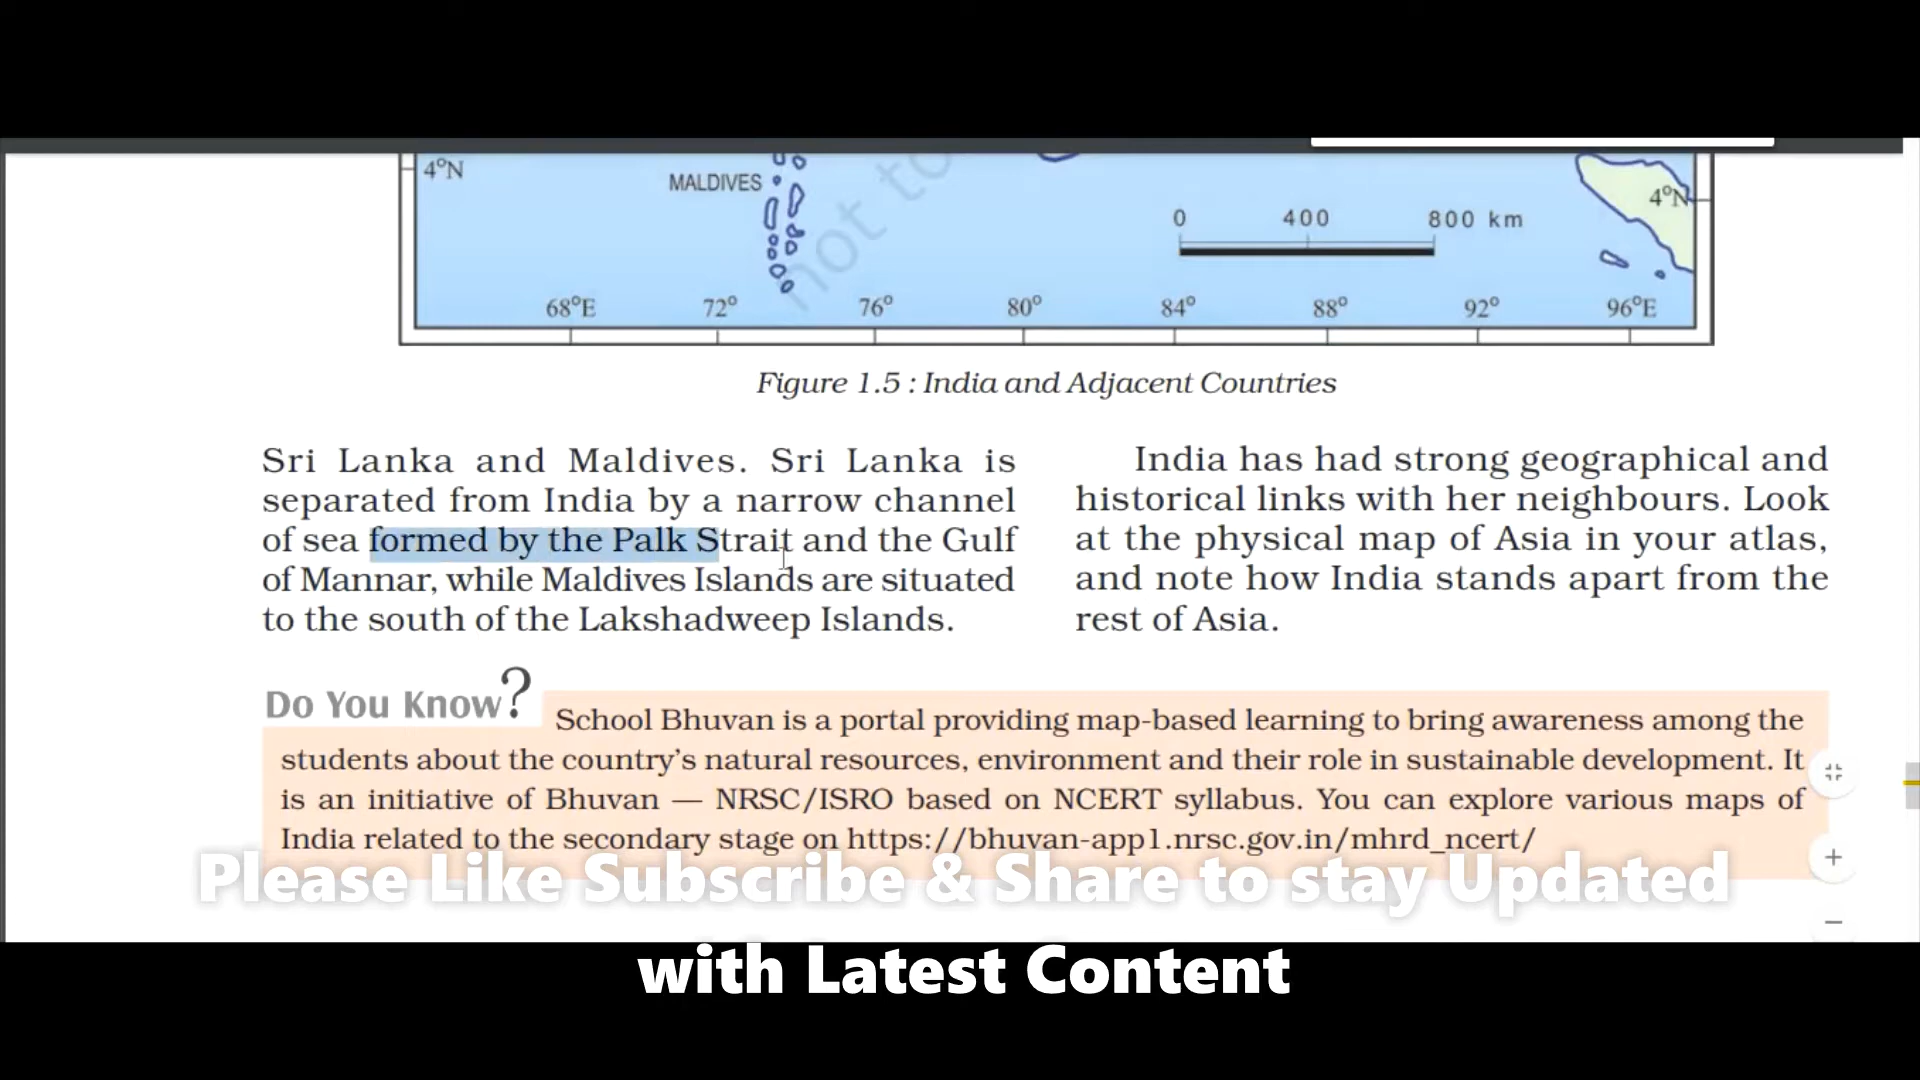 4°N
MALDIVES
not to
4°N
0 400 800 km
68°E 72° 76° 80° 84° 88° 92° 96°E
Figure 1.5 : India and Adjacent Countries
Sri Lanka and Maldives. Sri Lanka is
separated from India by a narrow channel
of sea formed by the Palk Strait and the Gulf
of Mannar, while Maldives Islands are situated
to the south of the Lakshadweep Islands.
India has had strong geographical and
historical links with her neighbours. Look
at the physical map of Asia in your atlas,
and note how India stands apart from the
rest of Asia.
Do You Know?
School Bhuvan is a portal providing map-based learning to bring awareness among the
students about the country's natural resources, environment and their role in sustainable development. It
is an initiative of Bhuvan — NRSC/ISRO based on NCERT syllabus. You can explore various maps of
India related to the secondary stage on https://bhuvan-app1.nrsc.gov.in/mhrd_ncert/
Please Like Subscribe & Share to stay Updated
with Latest Content